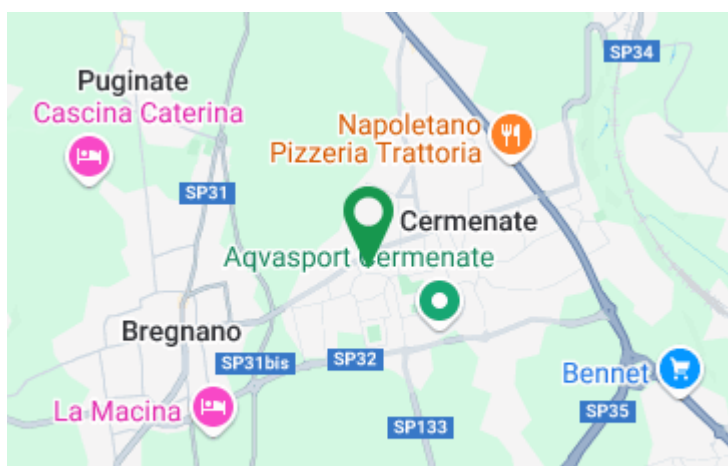 SP34
Puginate
Cascina Caterina
Napoletano
Pizzeria Trattoria
SP31
Cermenate
Aqvasport Cermenate
Bregnano
SP31bis
SP32
Bennet
La Macina
SP35
SP133